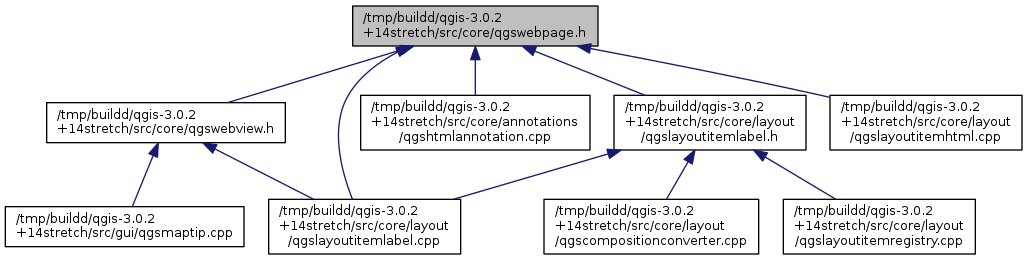 /tmp/buildd/qgis-3.0.2
+14stretch/src/core/qgswebpage.h
/tmp/buildd/qgis-3.0.2
+14stretch/src/core/qgswebview.h
/tmp/buildd/qgis-3.0.2
+14stretch/src/core/annotations
/qgshtmlannotation.cpp
/tmp/buildd/qgis-3.0.2
+14stretch/src/core/layout
/qgslayoutitemlabel.h
/tmp/buildd/qgis-3.0.2
+14stretch/src/core/layout
/qgslayoutitemhtml.cpp
/tmp/buildd/qgis-3.0.2
+14stretch/src/gui/qgsmaptip.cpp
/tmp/buildd/qgis-3.0.2
+14stretch/src/core/layout
/qgslayoutitemlabel.cpp
/tmp/buildd/qgis-3.0.2
+14stretch/src/core/layout
/qgscompositionconverter.cpp
/tmp/buildd/qgis-3.0.2
+14stretch/src/core/layout
/qgslayoutitemregistry.cpp